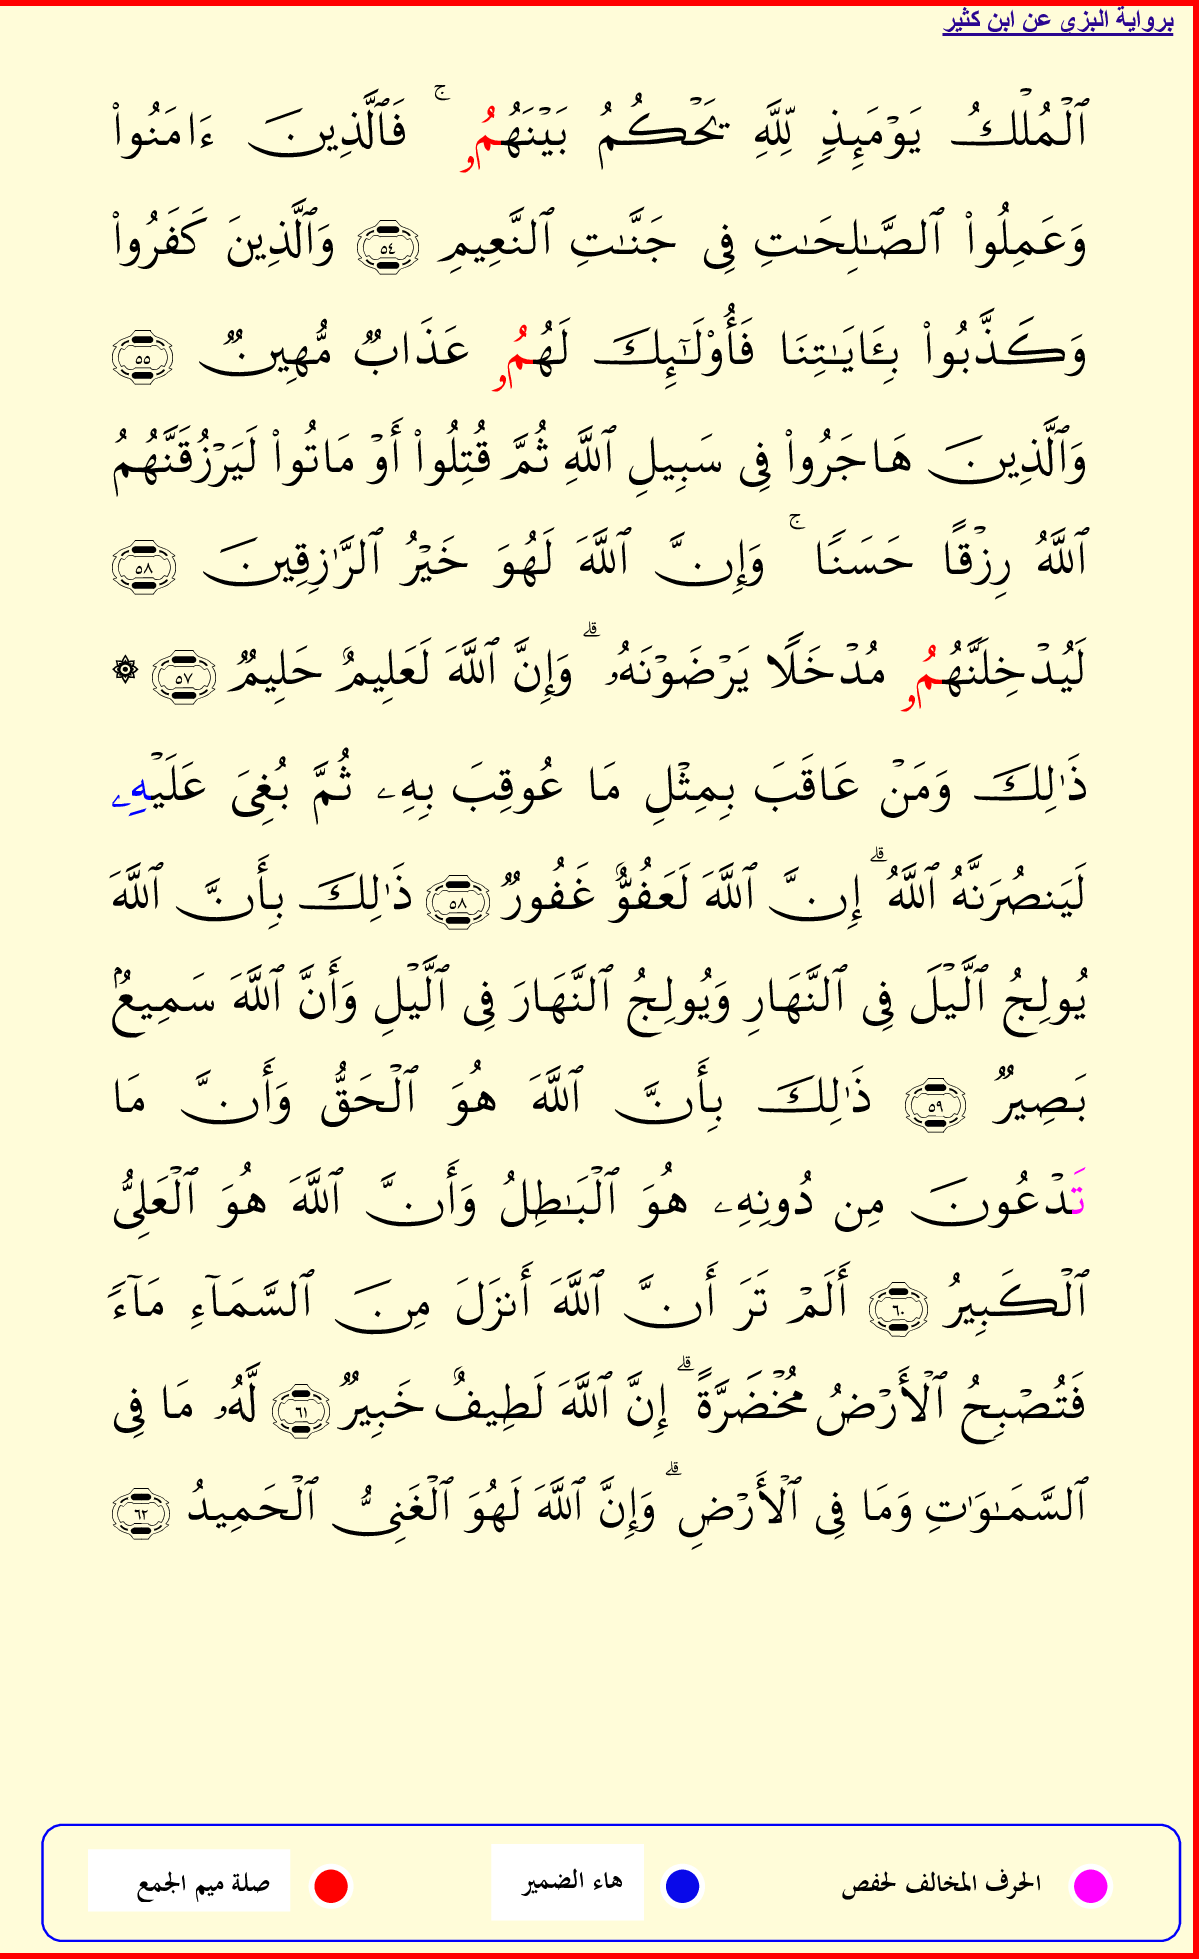 برواية البزي عن ابن كثير
ٱلۡمُلۡكُ يَوۡمَئِذٍ لِّلَّهِ يَحۡكُمُ بَيۡنَهُمُۥ ۚ فَٱلَّذِينَ ءَامَنُواْ
وَعَمِلُواْ ٱلصَّٰلِحَٰتِ فِى جَنَّٰتِ ٱلنَّعِيمِ ٥٤ وَٱلَّذِينَ كَفَرُواْ
وَكَذَّبُواْ بِـَٔايَٰتِنَا فَأُوْلَٰٓئِكَ لَهُمُۥ عَذَابٌ مُّهِينٌ ٥٥
وَٱلَّذِينَ هَاجَرُواْ فِى سَبِيلِ ٱللَّهِ ثُمَّ قُتِلُواْ أَوۡ مَاتُواْ لَيَرۡزُقَنَّهُمُ
ٱللَّهُ رِزۡقًا حَسَنًا ۚ وَإِنَّ ٱللَّهَ لَهُوَ خَيۡرُ ٱلرَّٰزِقِينَ ٥٨
لَيُدۡخِلَنَّهُمُۥ مُدۡخَلًا يَرۡضَوۡنَهُۥ ۗ وَإِنَّ ٱللَّهَ لَعَلِيمٌ حَلِيمٌ ٥٧ ۞
ذَٰلِكَ وَمَنۡ عَاقَبَ بِمِثۡلِ مَا عُوقِبَ بِهِۦ ثُمَّ بُغِىَ عَلَيۡهِۦ
لَيَنصُرَنَّهُ ٱللَّهُ ۗ إِنَّ ٱللَّهَ لَعَفُوٌّ غَفُورٌ ٥٨ ذَٰلِكَ بِأَنَّ ٱللَّهَ
يُولِجُ ٱلَّيۡلَ فِى ٱلنَّهَارِ وَيُولِجُ ٱلنَّهَارَ فِى ٱلَّيۡلِ وَأَنَّ ٱللَّهَ سَمِيعُۢ
بَصِيرٌ ٥٩ ذَٰلِكَ بِأَنَّ ٱللَّهَ هُوَ ٱلۡحَقُّ وَأَنَّ مَا
تَدۡعُونَ مِن دُونِهِۦ هُوَ ٱلۡبَٰطِلُ وَأَنَّ ٱللَّهَ هُوَ ٱلۡعَلِىُّ
ٱلۡكَبِيرُ ٦٠ أَلَمۡ تَرَ أَنَّ ٱللَّهَ أَنزَلَ مِنَ ٱلسَّمَآءِ مَآءً
فَتُصۡبِحُ ٱلۡأَرۡضُ مُخۡضَرَّةً ۗ إِنَّ ٱللَّهَ لَطِيفٌ خَبِيرٌ ٦١ لَّهُۥ مَا فِى
ٱلسَّمَٰوَٰتِ وَمَا فِى ٱلۡأَرۡضِ ۗ وَإِنَّ ٱللَّهَ لَهُوَ ٱلۡغَنِىُّ ٱلۡحَمِيدُ ٦٢
الحرف المخالف لحفص
هاء الضمير
صلة ميم الجمع